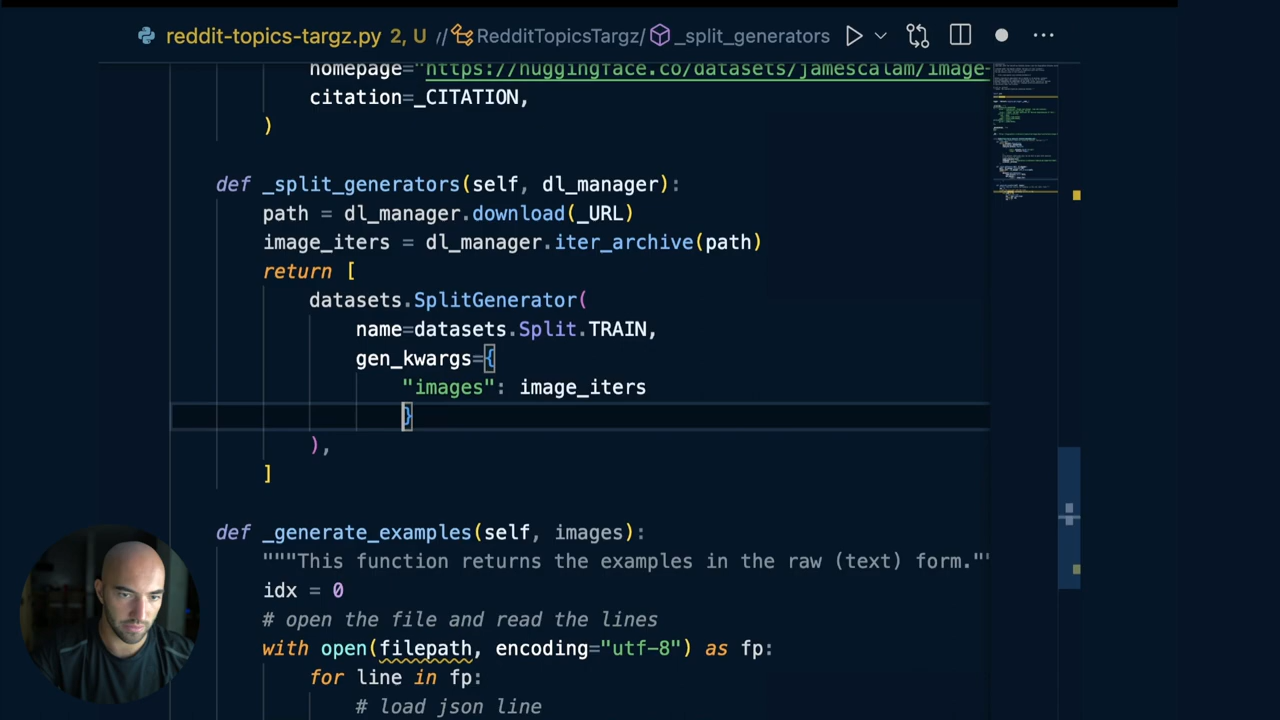 reddit-topics-targz.py 2, U // RedditTopicsTargz/ _split_generators
homepage="https://huggingface.co/datasets/jamescalam/image-
citation=_CITATION,
)
def _split_generators(self, dl_manager):
path = dl_manager.download(_URL)
image_iters = dl_manager.iter_archive(path)
return [
datasets.SplitGenerator(
name=datasets.Split.TRAIN,
gen_kwargs={
"images": image_iters
}
),
]
def _generate_examples(self, images):
"""This function returns the examples in the raw (text) form.""
idx = 0
# open the file and read the lines
with open(filepath, encoding="utf-8") as fp:
for line in fp:
# load json line